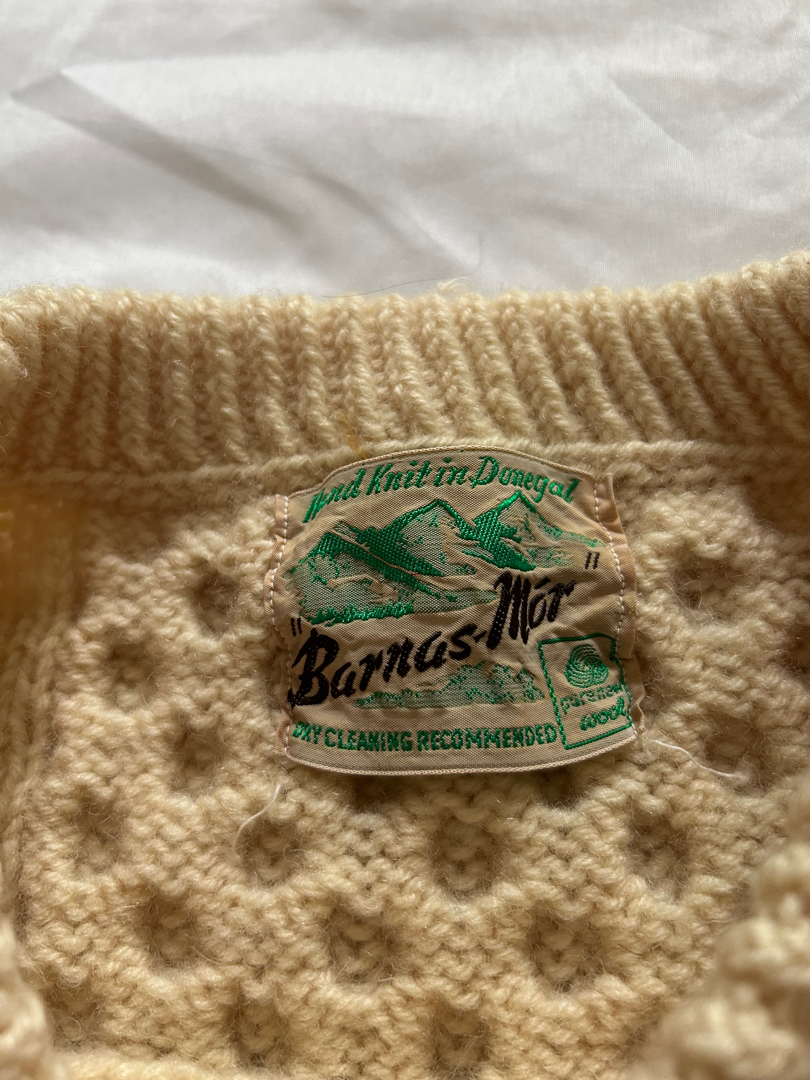 Hand Knit in Donegal
"Barnas-Mór"
pure new
wool
DRY CLEANING RECOMMENDED